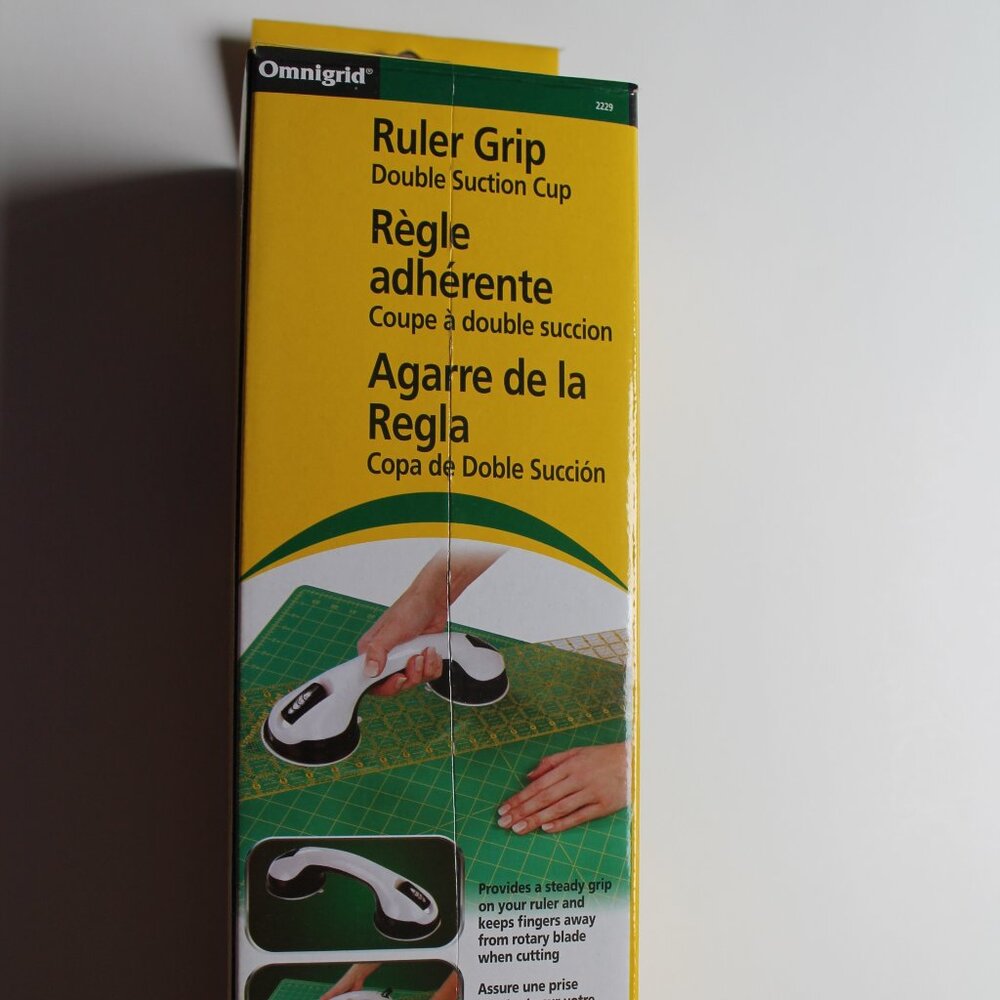 Omnigrid®
2229
Ruler Grip
Double Suction Cup
Règle
adhérente
Coupe à double succion
Agarre de la
Regla
Copa de Doble Succión
Provides a steady grip
on your ruler and
keeps fingers away
from rotary blade
when cutting
Assure une prise